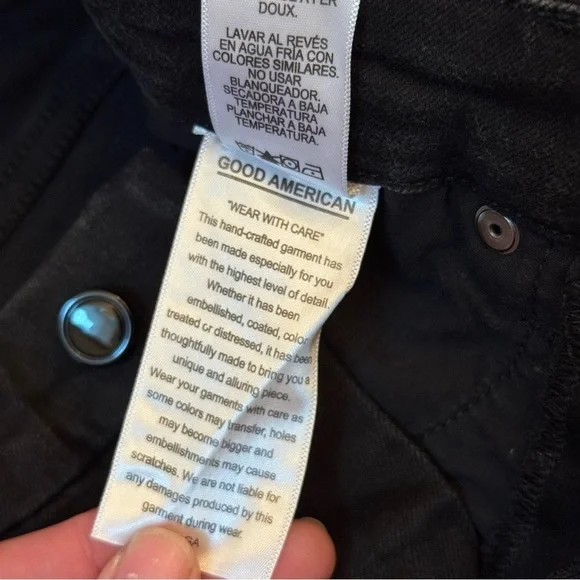 DOUX.
LAVAR AL REVÉS
EN AGUA FRÍA CON
COLORES SIMILARES.
NO USAR
BLANQUEADOR.
SECADORA A BAJA
TEMPERATURA
PLANCHAR A BAJA
TEMPERATURA.
GOOD AMERICAN
"WEAR WITH CARE"
This hand-crafted garment has
been made especially for you
with the highest level of detail.
Whether it has been
embellished, coated, color
treated or distressed, it has been
thoughtfully made to bring you a
unique and alluring piece.
Wear your garments with care as
some colors may transfer, holes
may become bigger and
embellishments may cause
scratches. We are not liable for
any damages produced by this
garment during wear.